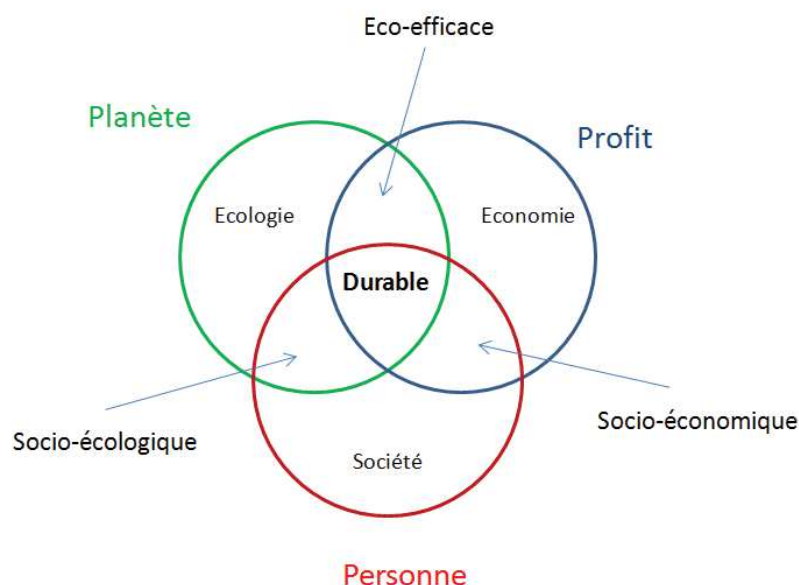 Eco-efficace
Planète
Profit
Ecologie
Economie
Durable
Socio-écologique
Socio-économique
Société
Personne